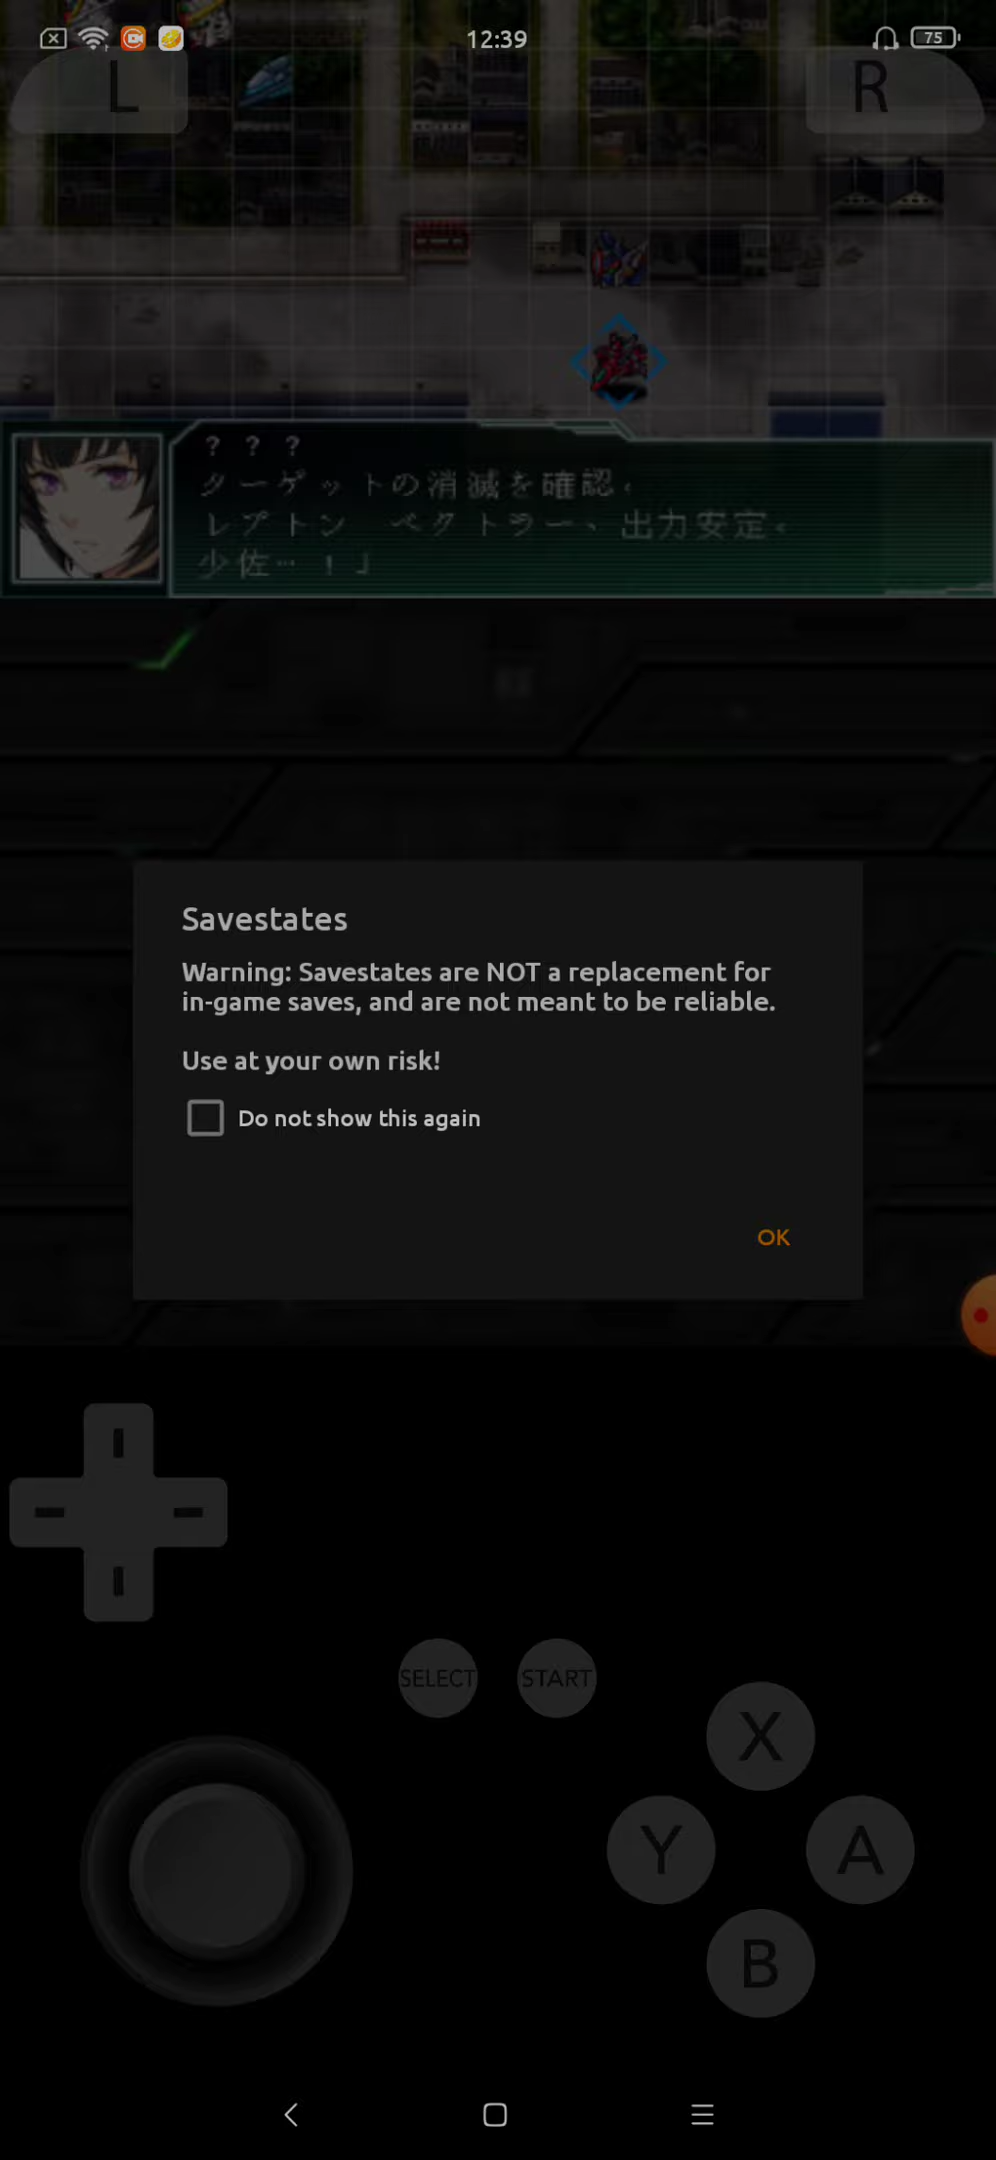 12:39
75
L
R
？？？
ターゲットの消滅を確認。
レプトン　ベクトラー、出力安定。
少佐…！」
Savestates
Warning: Savestates are NOT a replacement for
in-game saves, and are not meant to be reliable.
Use at your own risk!
Do not show this again
OK
SELECT
START
X
Y
A
B